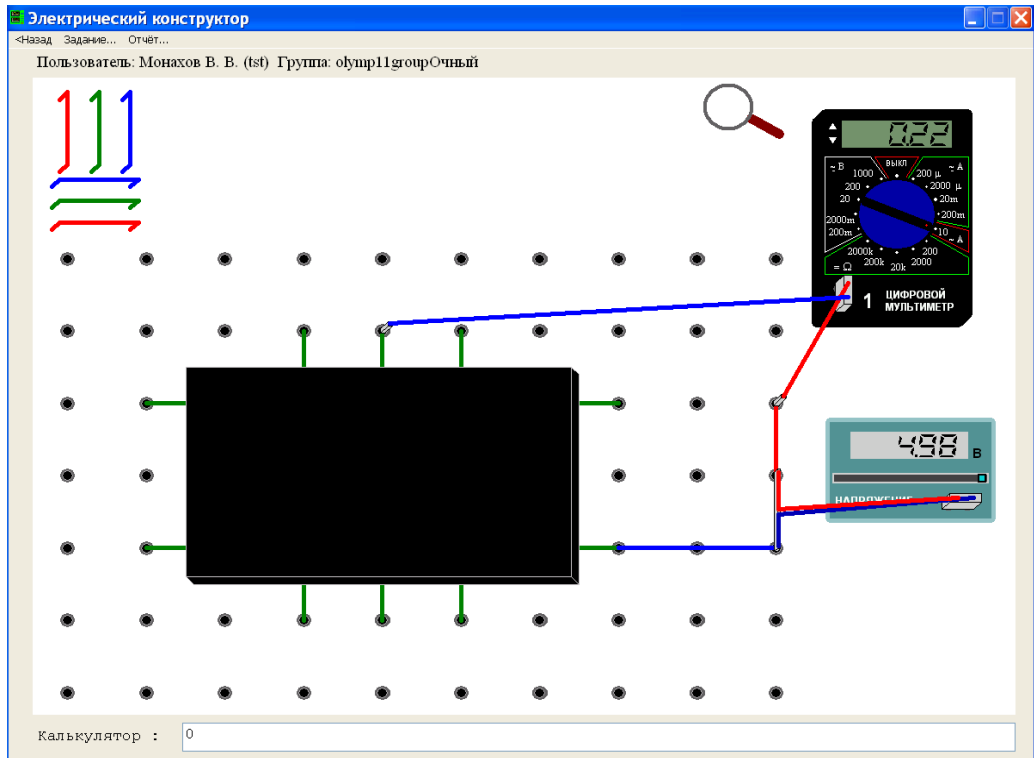 Электрический конструктор
<Назад Задание... Отчёт...
Пользователь: Монахов В. В. (tst) Группа: olymp11groupОчный
0.22
~ В
ВЫКЛ
~ А
1000
200 μ
200
2000 μ
20
20m
2000m
200m
200m
10
~ А
2000k
200
200k
20k
2000
= Ω
1 ЦИФРОВОЙ
МУЛЬТИМЕТР
4.98 В
НАПРЯЖЕНИЕ
Калькулятор : 0